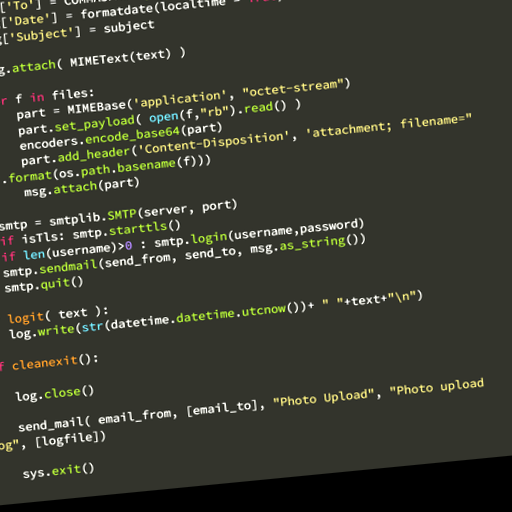 ['To'] =
['Date'] = formatdate(localtime =
['Subject'] = subject
.attach( MIMEText(text) )
f in files:
part = MIMEBase('application', "octet-stream")
part.set_payload( open(f,"rb").read() )
encoders.encode_base64(part)
part.add_header('Content-Disposition', 'attachment; filename="
.format(os.path.basename(f)))
msg.attach(part)
smtp = smtplib.SMTP(server, port)
if isTls: smtp.starttls()
if len(username)>0 : smtp.login(username,password)
smtp.sendmail(send_from, send_to, msg.as_string())
smtp.quit()
logit( text ):
log.write(str(datetime.datetime.utcnow())+ " "+text+"\n")
cleanexit():
log.close()
send_mail( email_from, [email_to], "Photo Upload", "Photo upload
og", [logfile])
sys.exit()